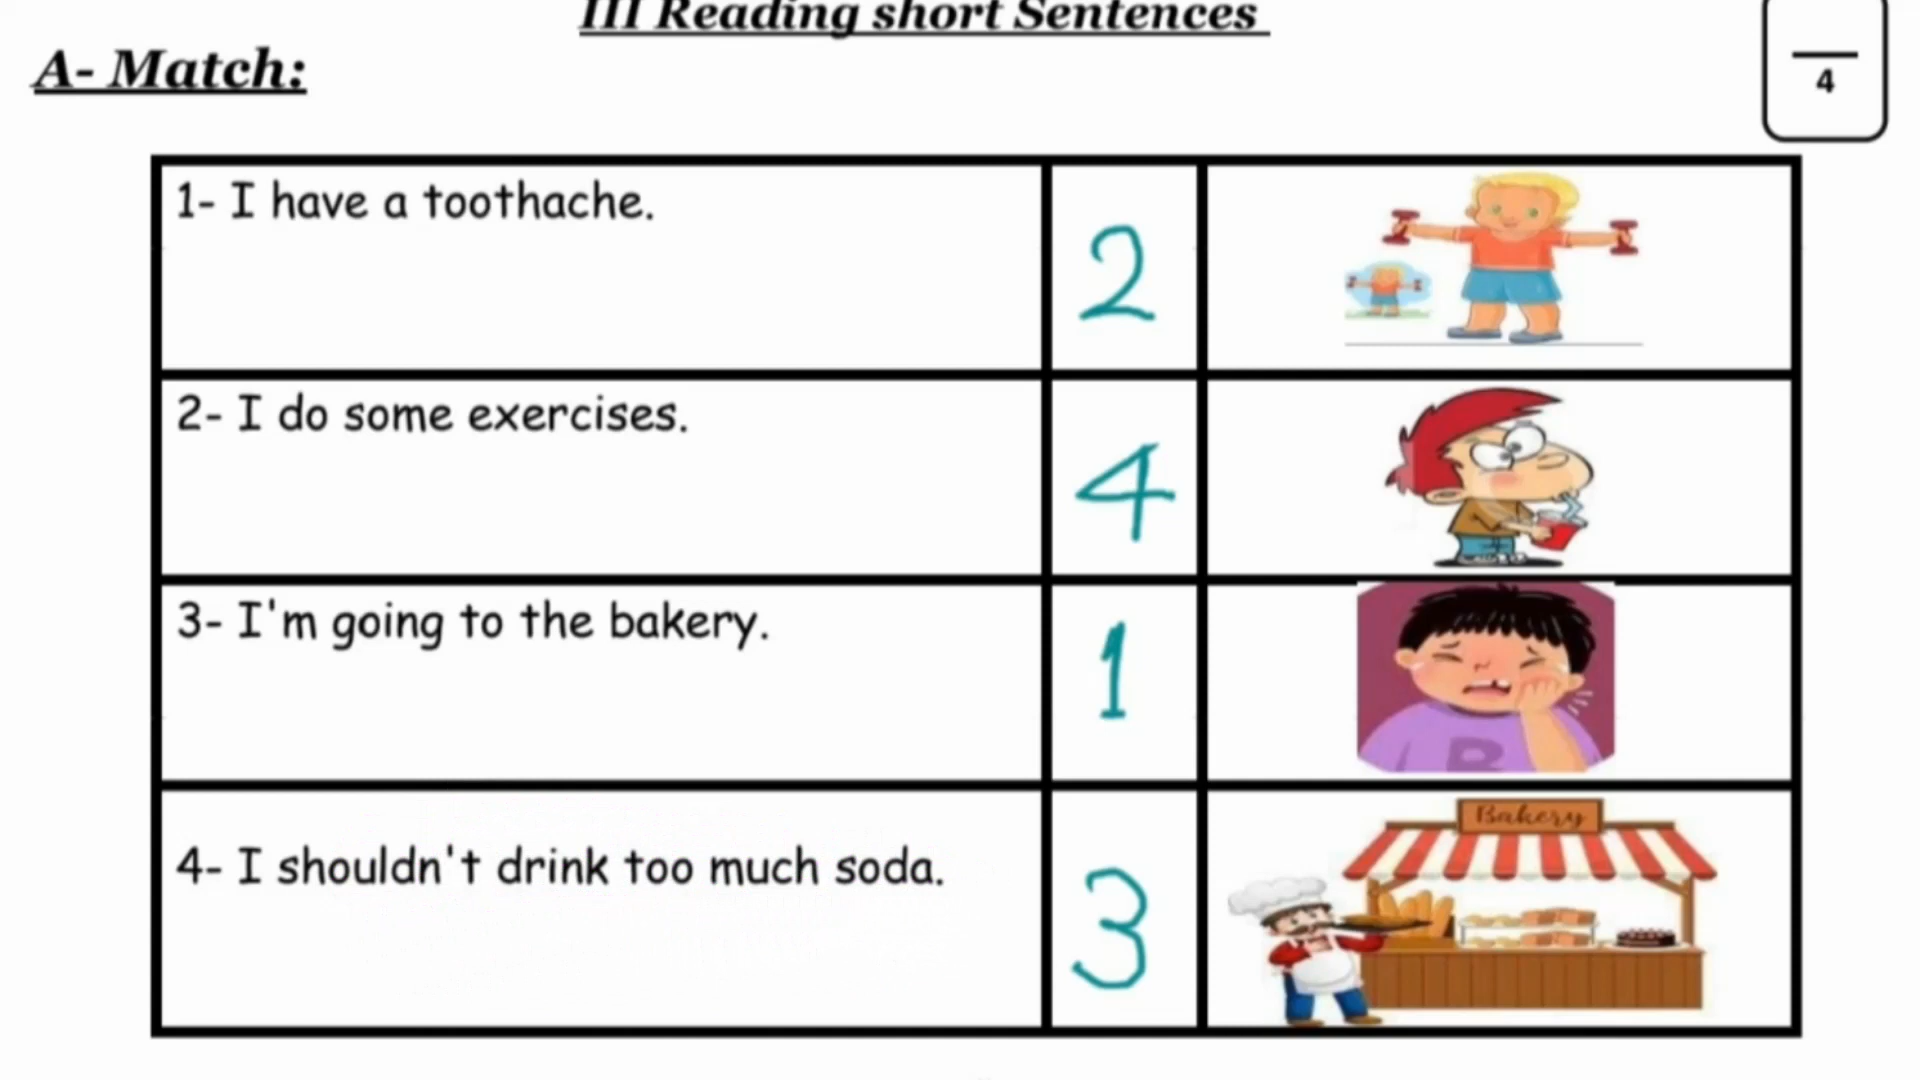 III Reading short Sentences
A- Match:
4
1- I have a toothache.
2
2- I do some exercises.
4
3- I'm going to the bakery.
1
B
Bakery
4- I shouldn't drink too much soda.
3